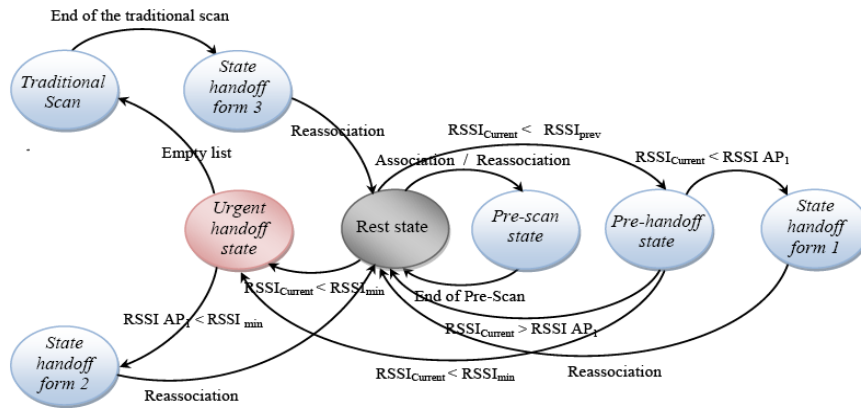 End of the traditional scan
Traditional
Scan
State
handoff
form 3
Reassociation
RSSICurrent < RSSIprev
Empty list
Association / Reassociation
RSSICurrent < RSSI AP1
Urgent
handoff
state
Rest state
Pre-scan
state
Pre-handoff
state
State
handoff
form 1
RSSICurrent < RSSImin
End of Pre-Scan
RSSI AP1 < RSSI min
RSSICurrent > RSSI AP1
State
handoff
form 2
RSSICurrent < RSSImin
Reassociation
Reassociation